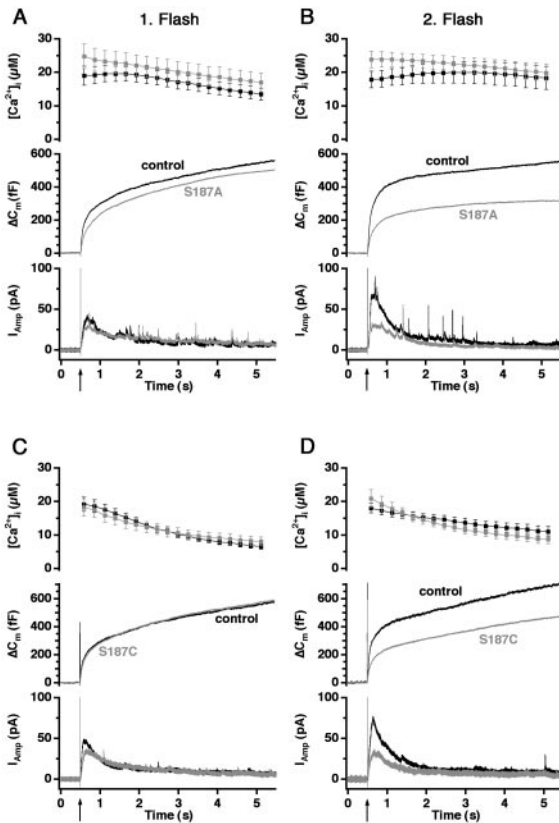 A 1. Flash
[Ca²⁺]ᵢ (µM)
30
20
10
0
ΔCₘ (fF)
600
400
200
0
control
S187A
I_Amp (pA)
100
50
0
0 1 2 3 4 5
Time (s)
B 2. Flash
[Ca²⁺]ᵢ (µM)
30
20
10
0
ΔCₘ (fF)
600
400
200
0
control
S187A
I_Amp (pA)
100
50
0
0 1 2 3 4 5
Time (s)
C
[Ca²⁺]ᵢ (µM)
30
20
10
0
ΔCₘ (fF)
600
400
200
0
S187C
control
I_Amp (pA)
100
50
0
0 1 2 3 4 5
Time (s)
D
[Ca²⁺]ᵢ (µM)
30
20
10
0
ΔCₘ (fF)
600
400
200
0
control
S187C
I_Amp (pA)
100
50
0
0 1 2 3 4 5
Time (s)